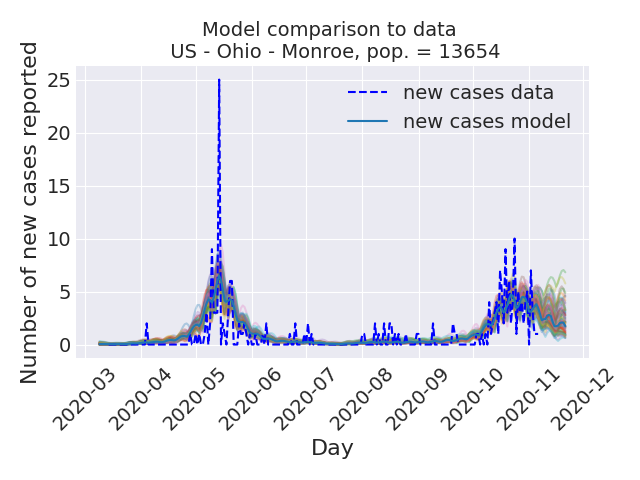 Model comparison to data
US - Ohio - Monroe, pop. = 13654
Number of new cases reported
25
20
15
10
5
0
new cases data
new cases model
2020-03
2020-04
2020-05
2020-06
2020-07
2020-08
2020-09
2020-10
2020-11
2020-12
Day